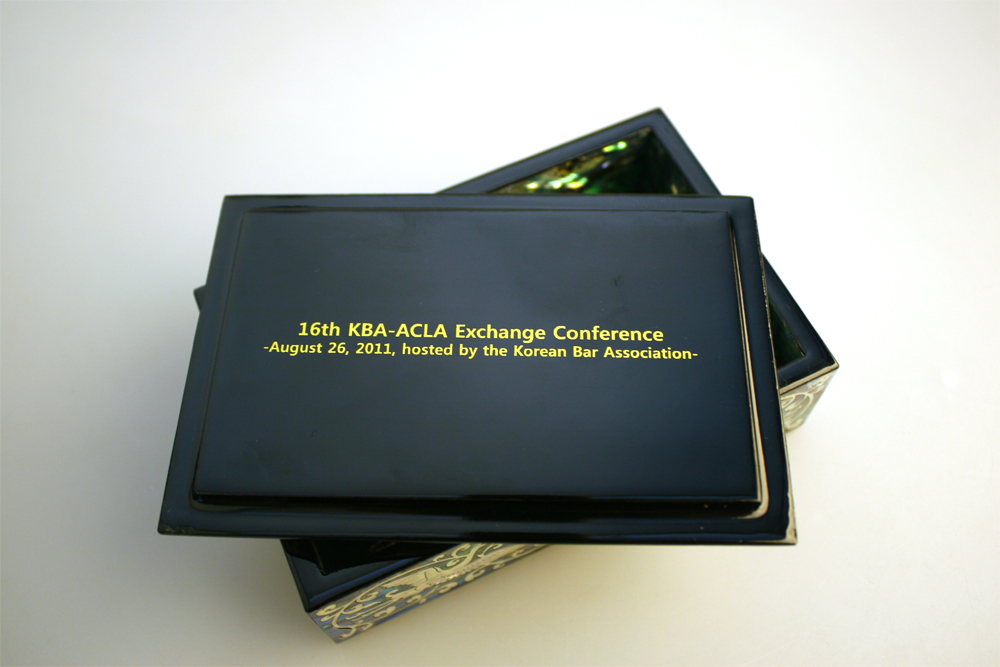 16th KBA-ACLA Exchange Conference
-August 26, 2011, hosted by the Korean Bar Association-